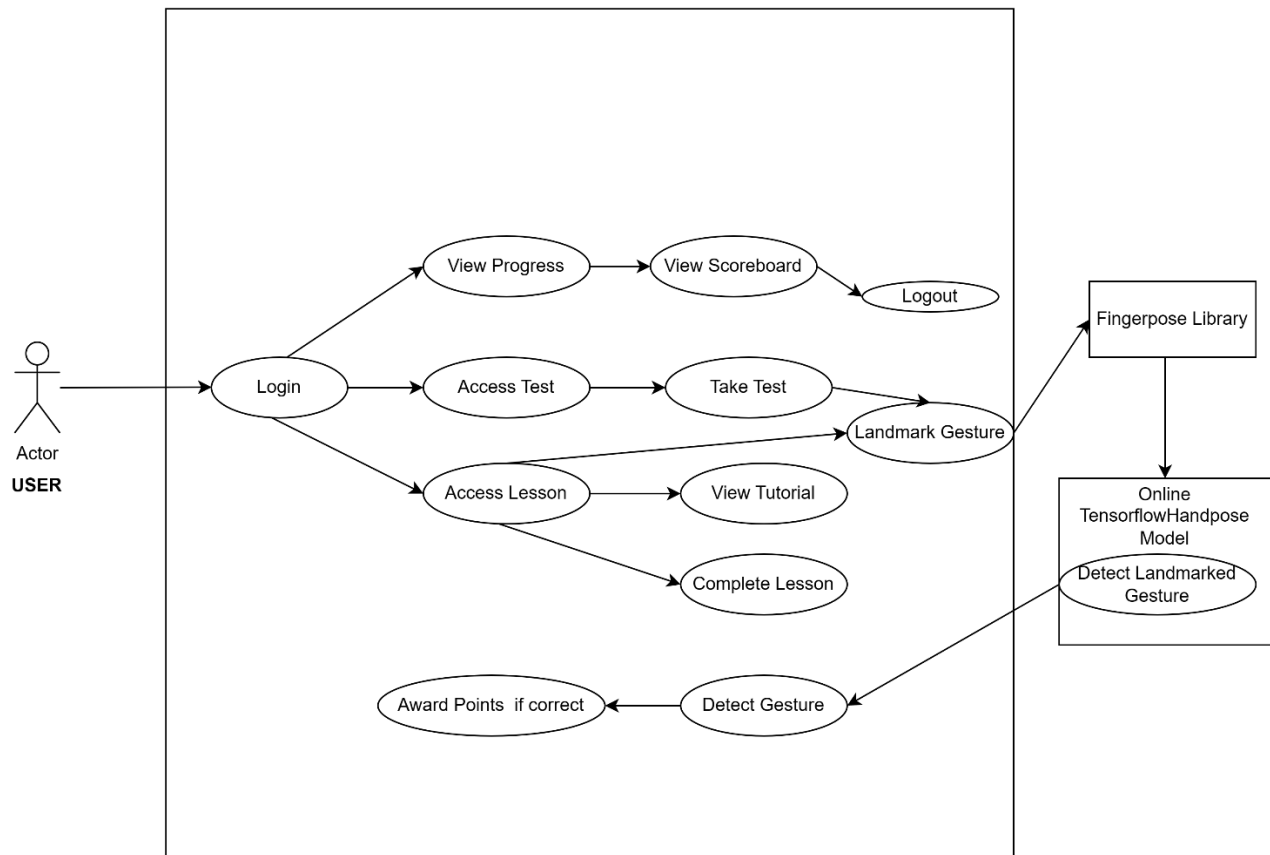 View Progress
View Scoreboard
Logout
Fingerpose Library
Login
Access Test
Take Test
Landmark Gesture
Actor
USER
Access Lesson
View Tutorial
Online
TensorflowHandpose
Model
Detect Landmarked
Gesture
Complete Lesson
Award Points  if correct
Detect Gesture